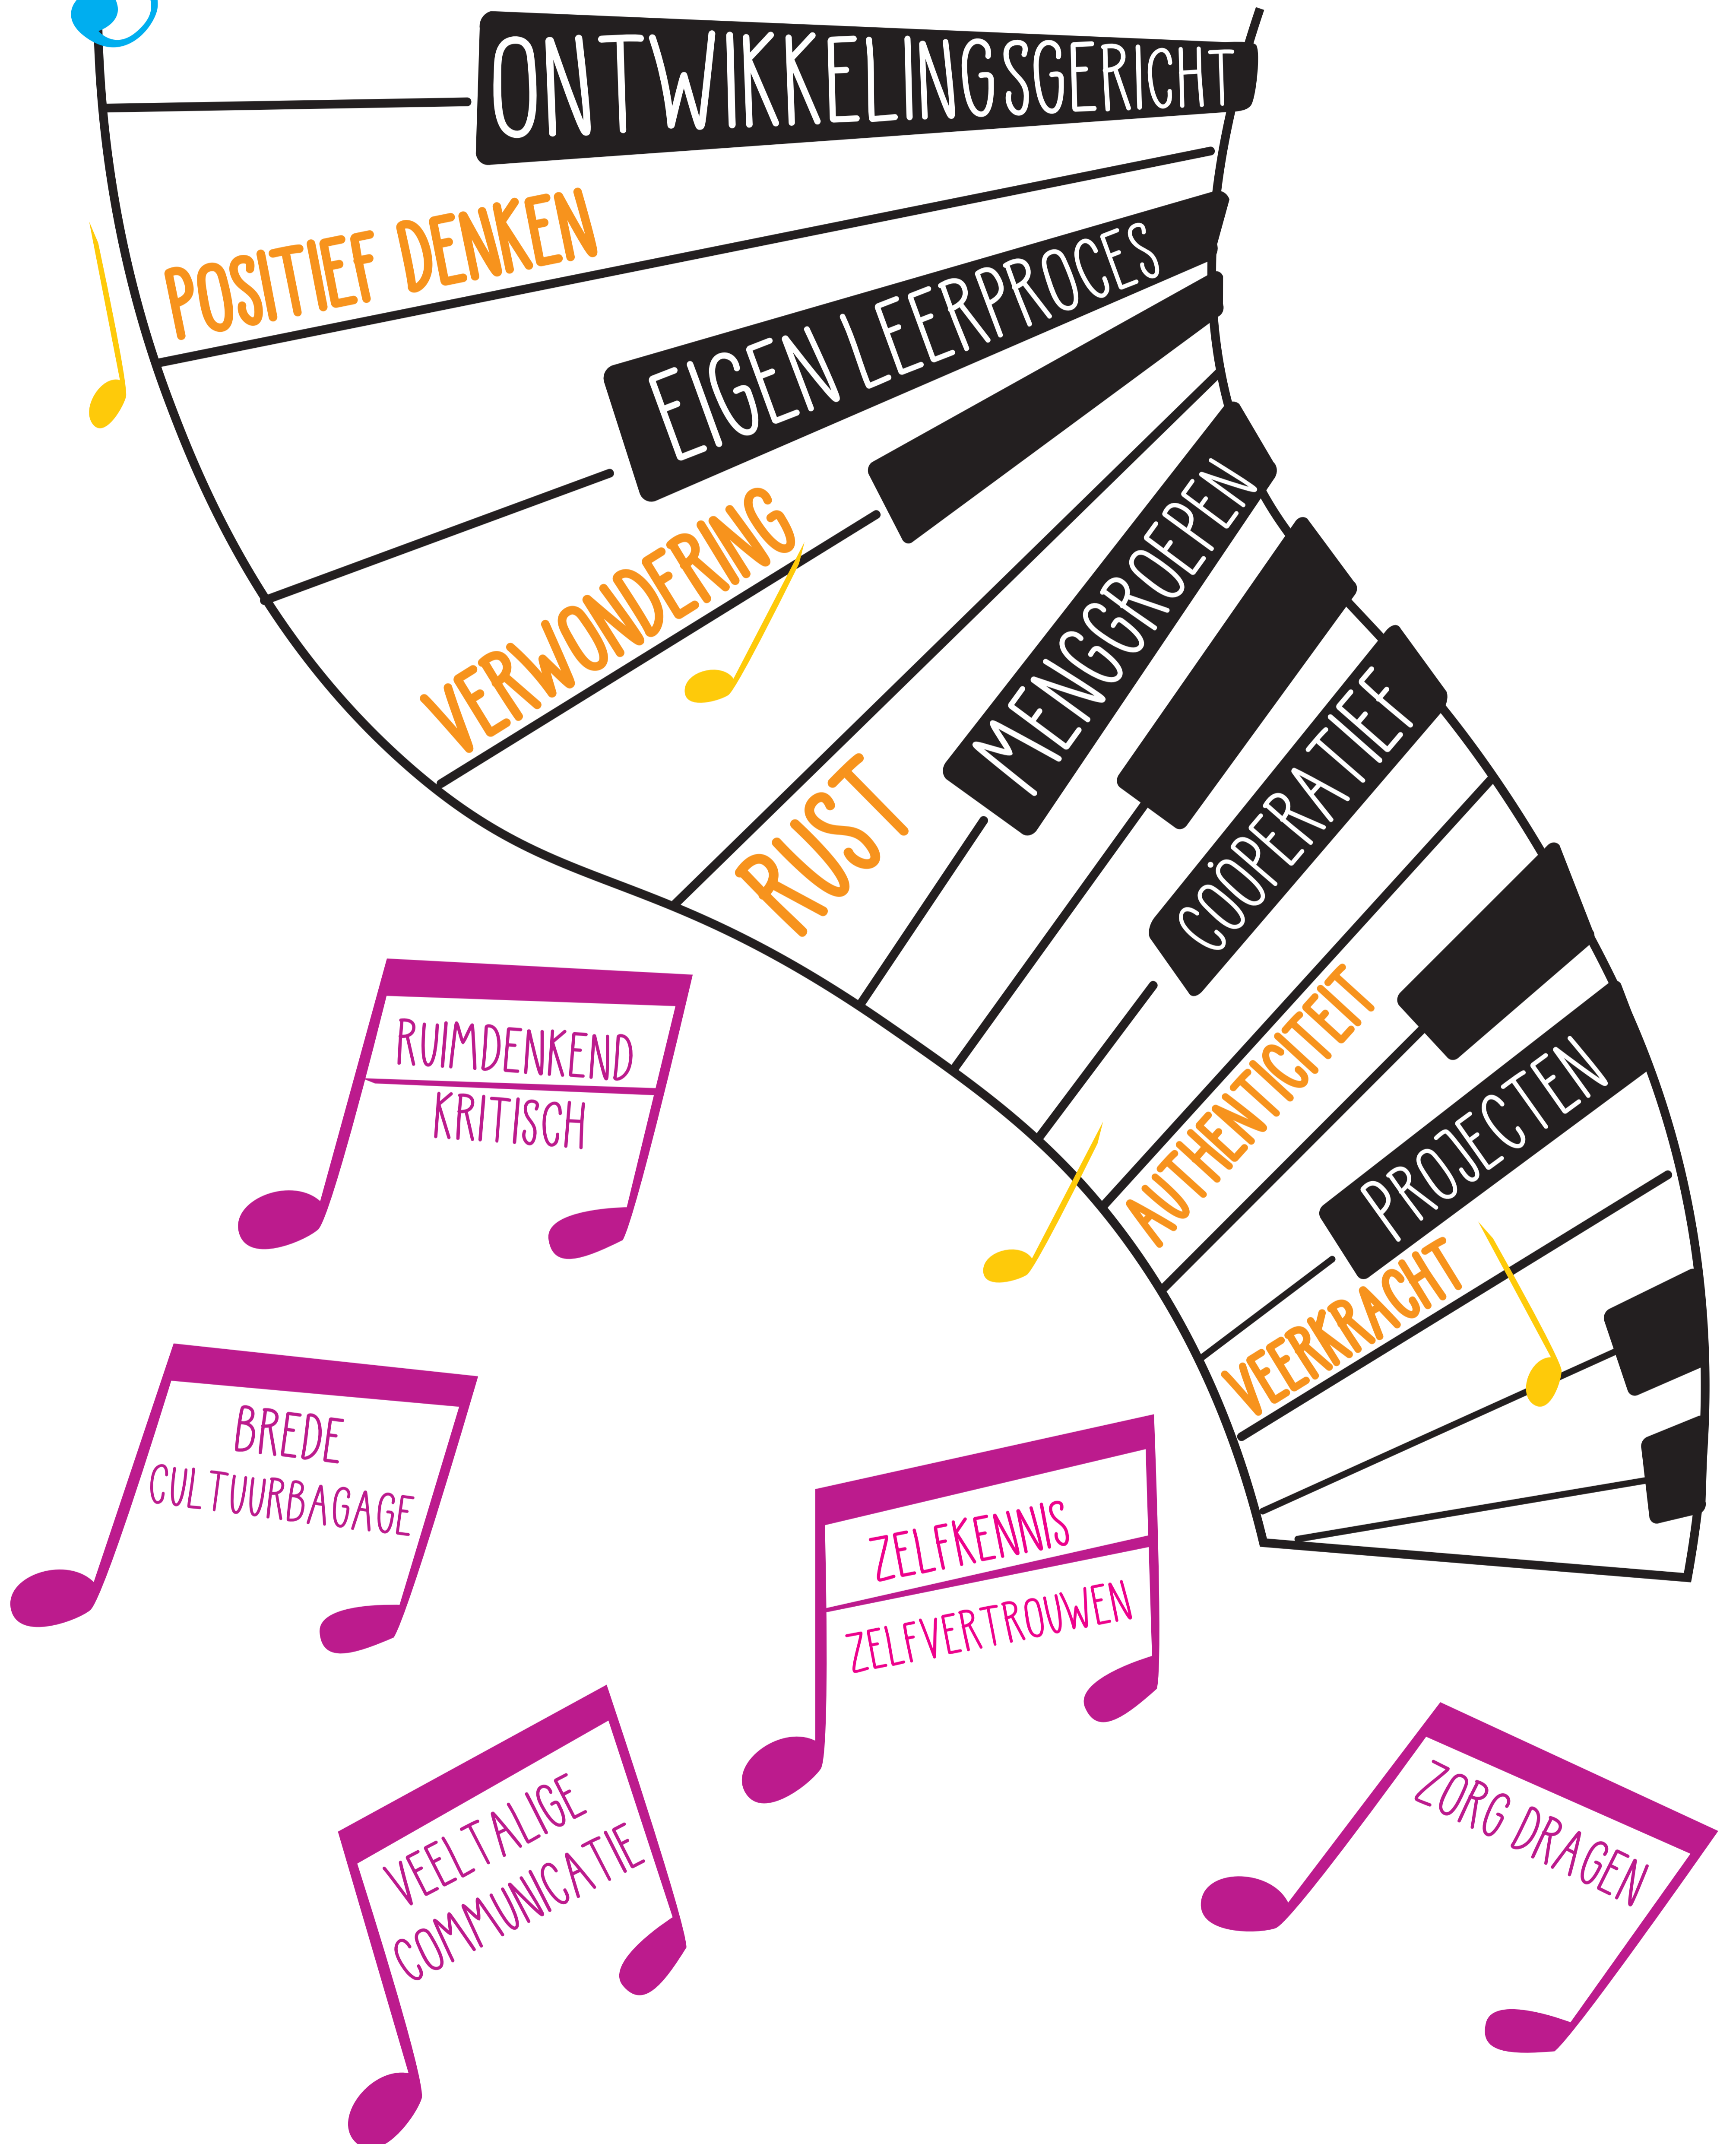 ONTWIKKELINGSGERICHT
POSITIEF DENKEN
EIGEN LEERPROCES
VERWONDERING
RUST
MENGGROEPEN
COÖPERATIEF
AUTHENTICITEIT
PROJECTEN
VEERKRACHT
RUIMDENKEND
KRITISCH
BREDE
CULTUURBAGAGE
ZELFKENNIS
ZELFVERTROUWEN
VEELTALIGE
COMMUNICATIE
ZORG DRAGEN